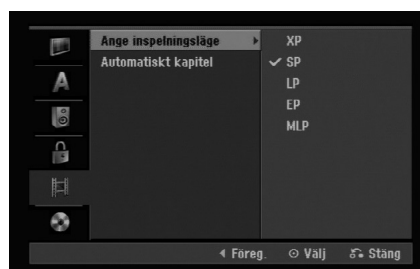 Ange inspelningsläge
XP
Automatiskt kapitel
SP
LP
EP
MLP
A
Föreg.
Välj
Stäng